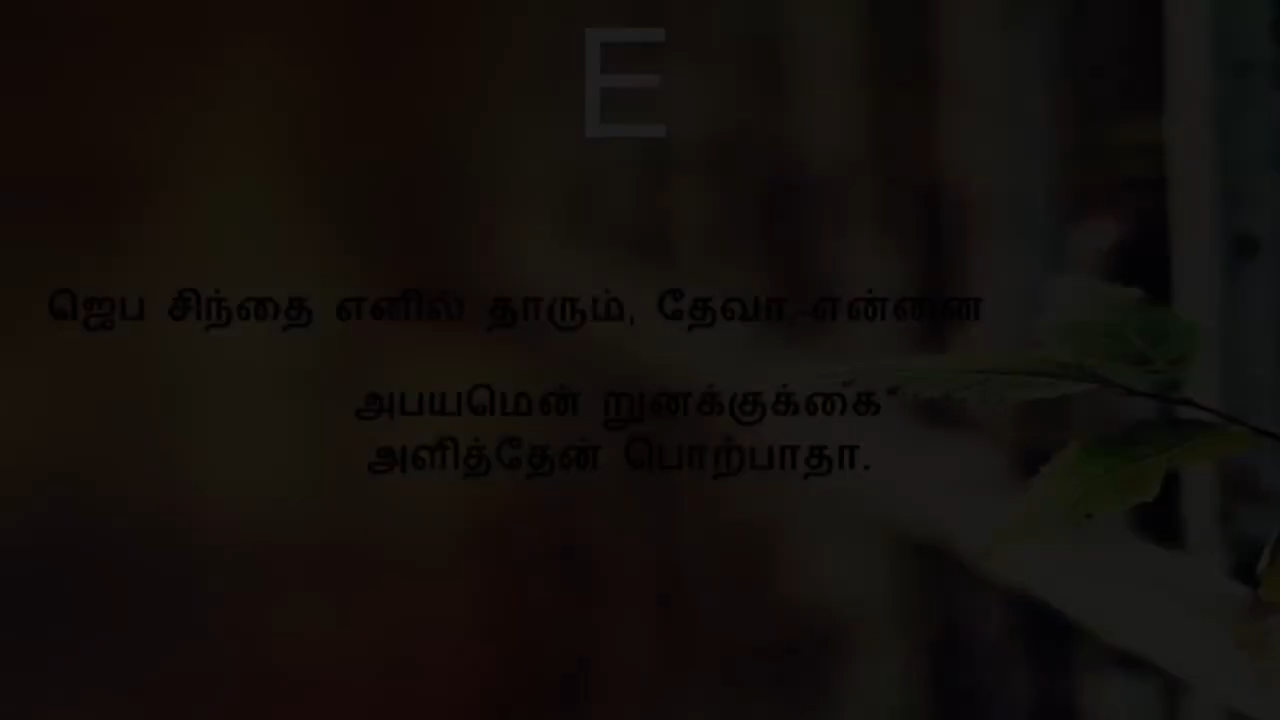 E
ஜெப சிந்தை எனில் தாரும், தேவா,-என்னை
அபயமென் றுனக்குக்கை
அளித்தேன் பொற்பாதா.